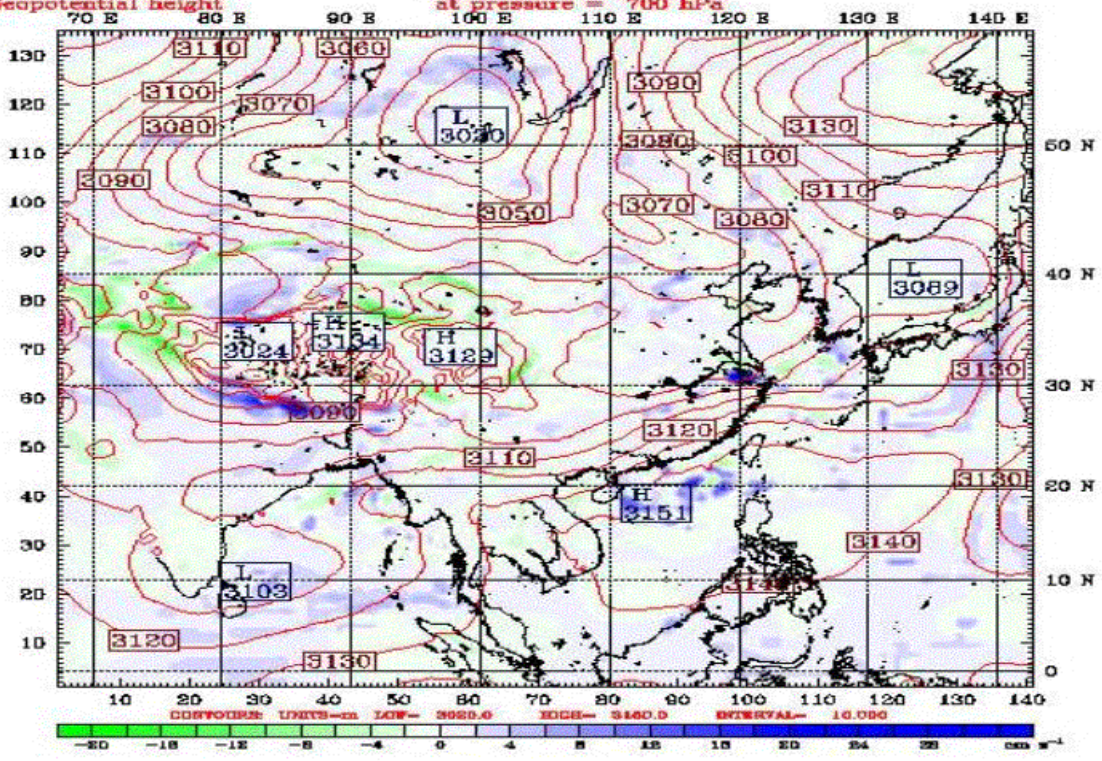 Geopotential height at pressure = 700 hPa
70 E 80 E 90 E 100 E 110 E 120 E 130 E 140 E
130
3110 3060
3090
120
3100 3070
L
3080 3130
110
3080 3100
50 N
3090
3110
100
3050 3070 3080
90
40 N
L
3089
80
H
3134
H
3129
3024
70
3130
30 N
60
3090
3120
50
3110
3130
40
20 N
H
3151
30
3140
L
3103
10 N
20
10
3120
3130
0
10 20 30 40 50 60 70 80 90 100 110 120 130 140
CONTOURS: UNITS=m LOW= 3020.0 HIGH= 3150.0 INTERVAL= 10.000
-20 -16 -12 -8 -4 0 4 8 12 16 20 24 28 cm s⁻¹